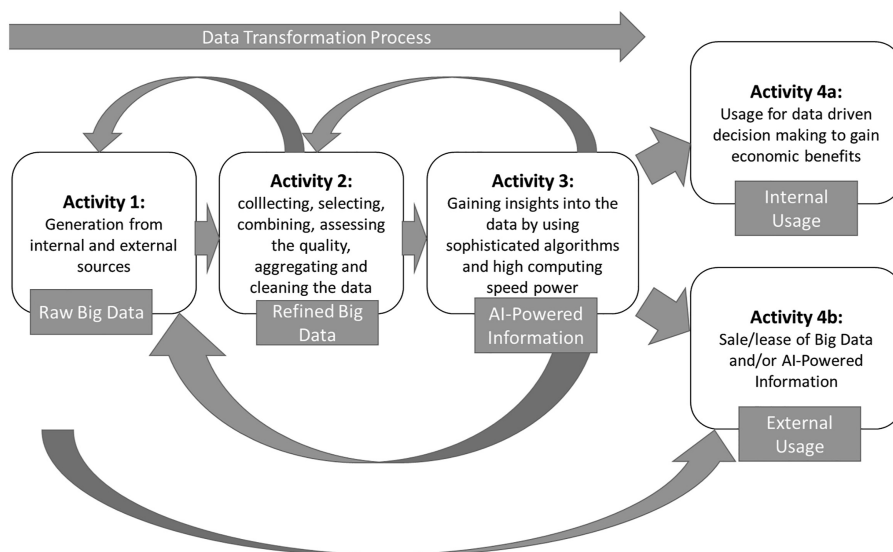 Data Transformation Process
Activity 1:
Generation from
internal and external
sources
Raw Big Data
Activity 2:
colllecting, selecting,
combining, assessing
the quality,
aggregating and
cleaning the data
Refined Big
Data
Activity 3:
Gaining insights into the
data by using
sophisticated algorithms
and high computing
speed power
AI-Powered
Information
Activity 4a:
Usage for data driven
decision making to gain
economic benefits
Internal
Usage
Activity 4b:
Sale/lease of Big Data
and/or AI-Powered
Information
External
Usage